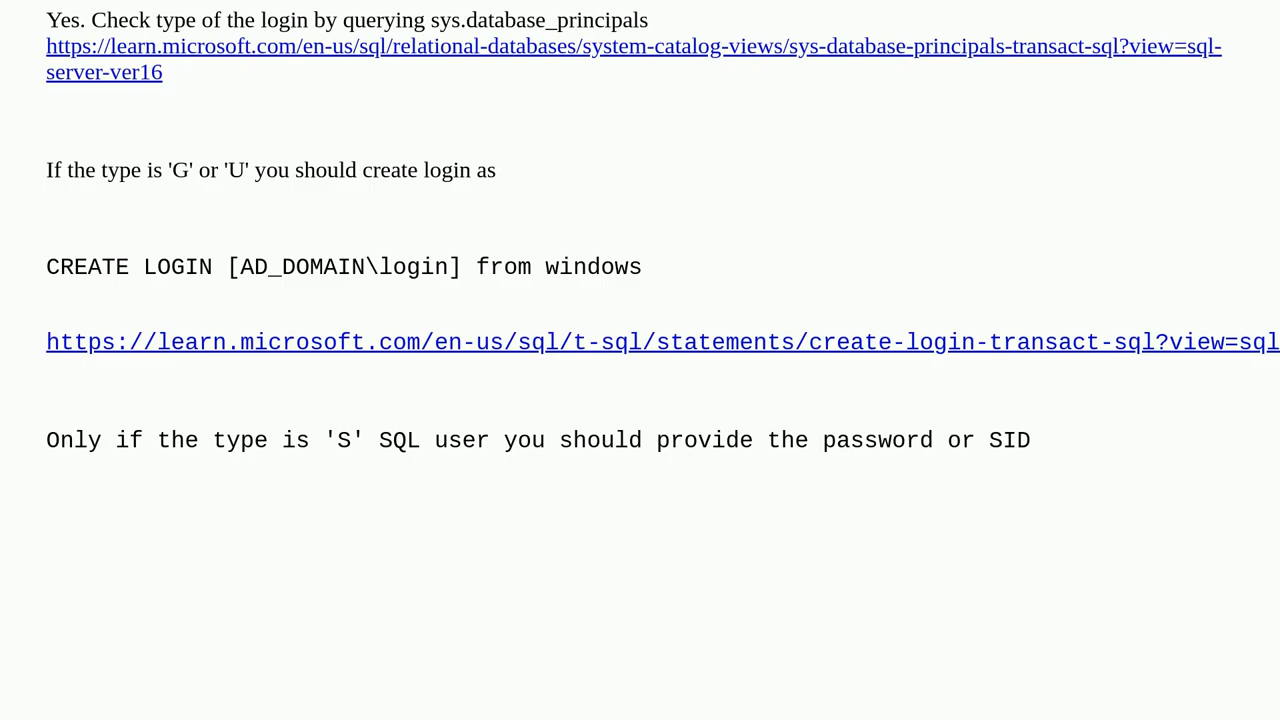 Yes. Check type of the login by querying sys.database_principals
https://learn.microsoft.com/en-us/sql/relational-databases/system-catalog-views/sys-database-principals-transact-sql?view=sql-
server-ver16
If the type is 'G' or 'U' you should create login as
CREATE LOGIN [AD_DOMAIN\login] from windows
https://learn.microsoft.com/en-us/sql/t-sql/statements/create-login-transact-sql?view=sql
Only if the type is 'S' SQL user you should provide the password or SID